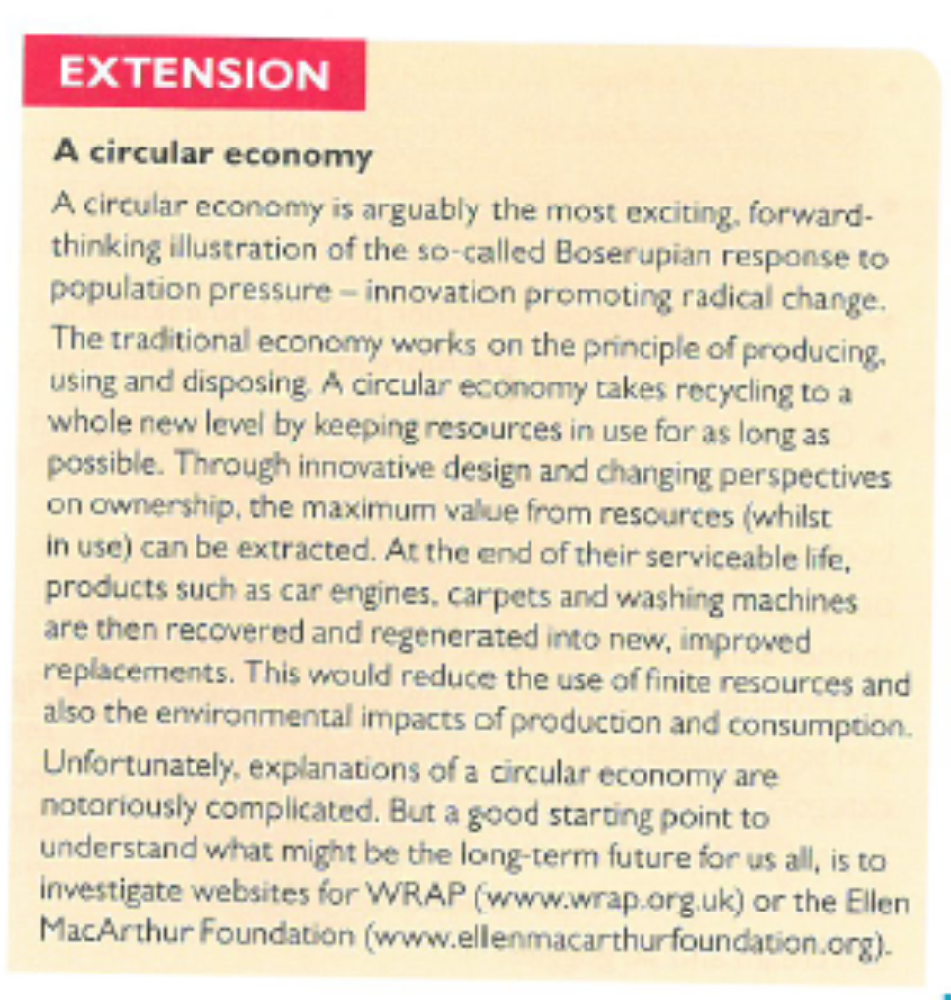 EXTENSION
A circular economy
A circular economy is arguably the most exciting, forward-
thinking illustration of the so-called Boserupian response to
population pressure – innovation promoting radical change.
The traditional economy works on the principle of producing,
using and disposing. A circular economy takes recycling to a
whole new level by keeping resources in use for as long as
possible. Through innovative design and changing perspectives
on ownership, the maximum value from resources (whilst
in use) can be extracted. At the end of their serviceable life,
products such as car engines, carpets and washing machines
are then recovered and regenerated into new, improved
replacements. This would reduce the use of finite resources and
also the environmental impacts of production and consumption.
Unfortunately, explanations of a circular economy are
notoriously complicated. But a good starting point to
understand what might be the long-term future for us all, is to
investigate websites for WRAP (www.wrap.org.uk) or the Ellen
MacArthur Foundation (www.ellenmacarthurfoundation.org).